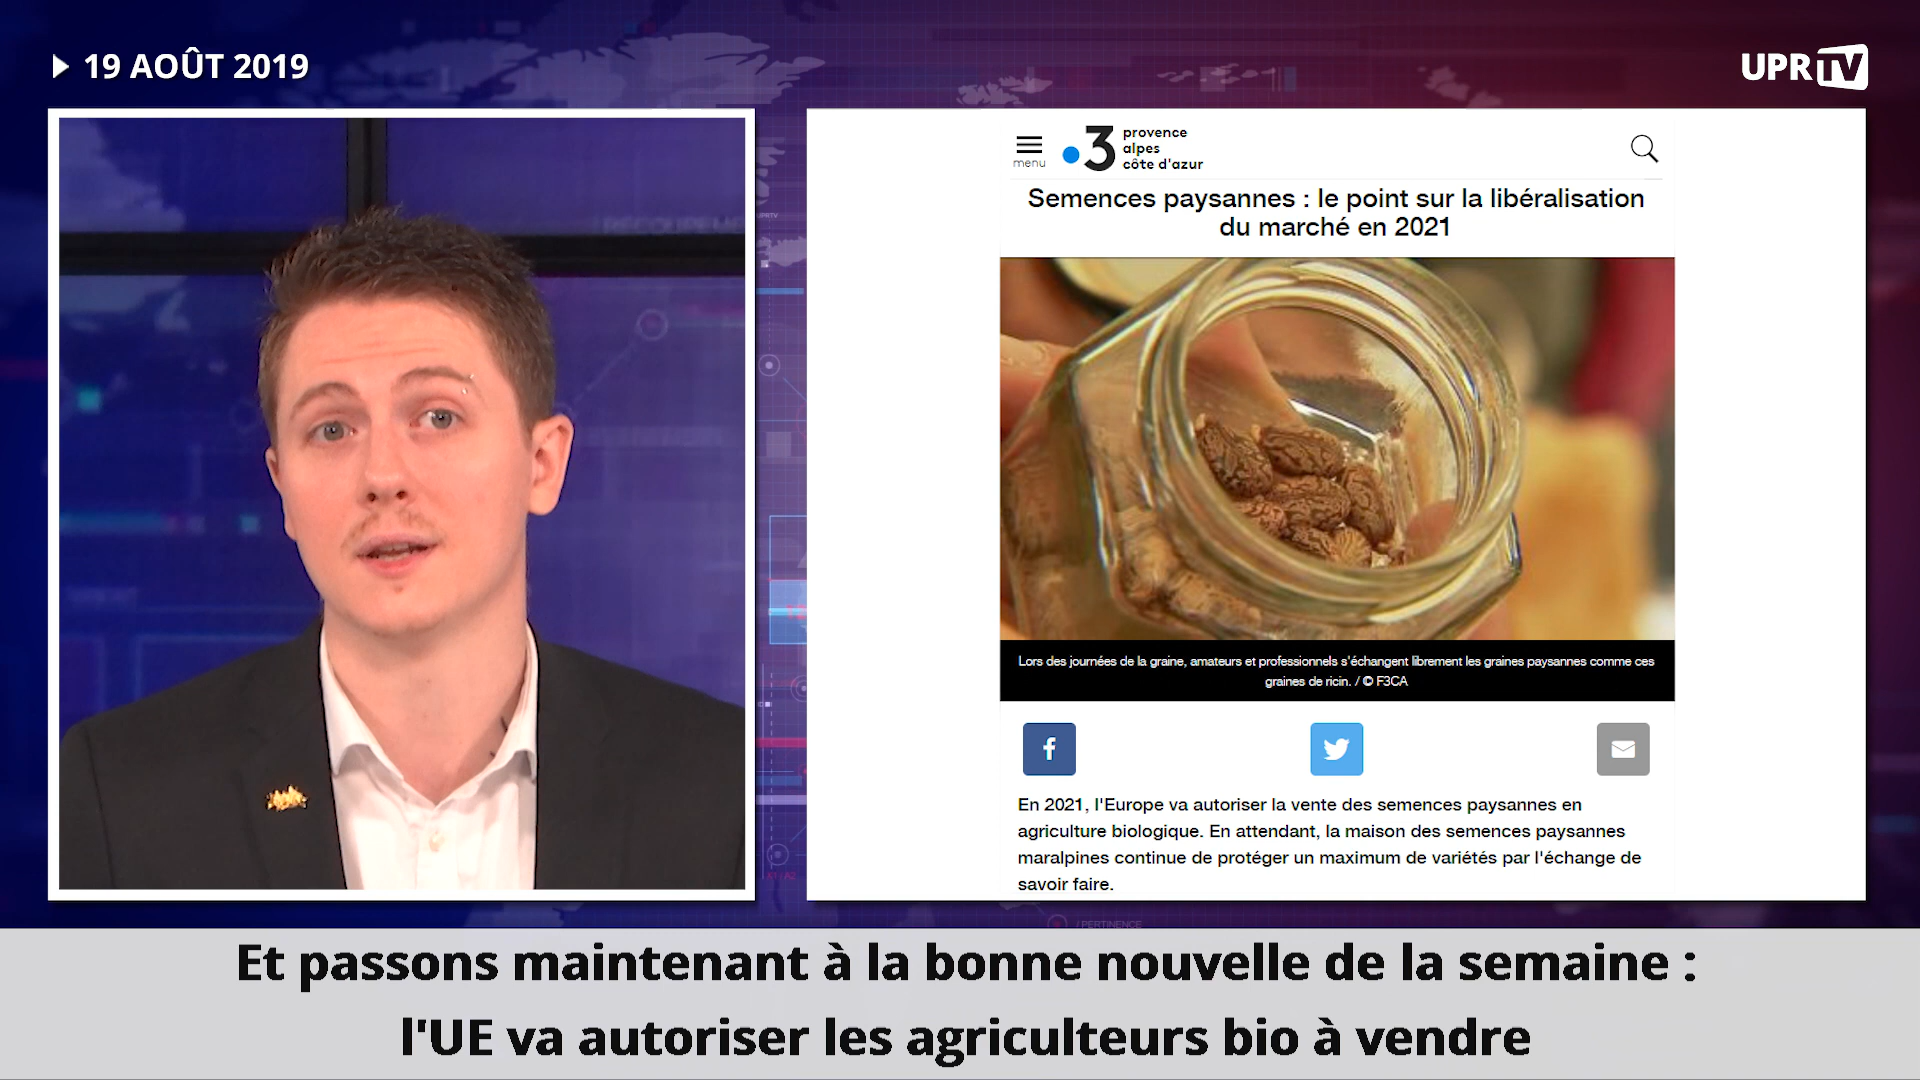 19 AOÛT 2019
UPR TV
menu
3
provence
alpes
côte d'azur
Semences paysannes : le point sur la libéralisation
du marché en 2021
Lors des journées de la graine, amateurs et professionnels s'échangent librement les graines paysannes comme ces
graines de ricin. / © F3CA
f
En 2021, l'Europe va autoriser la vente des semences paysannes en
agriculture biologique. En attendant, la maison des semences paysannes
maralpines continue de protéger un maximum de variétés par l'échange de
savoir faire.
/ PERTINENCE
Et passons maintenant à la bonne nouvelle de la semaine :
l'UE va autoriser les agriculteurs bio à vendre